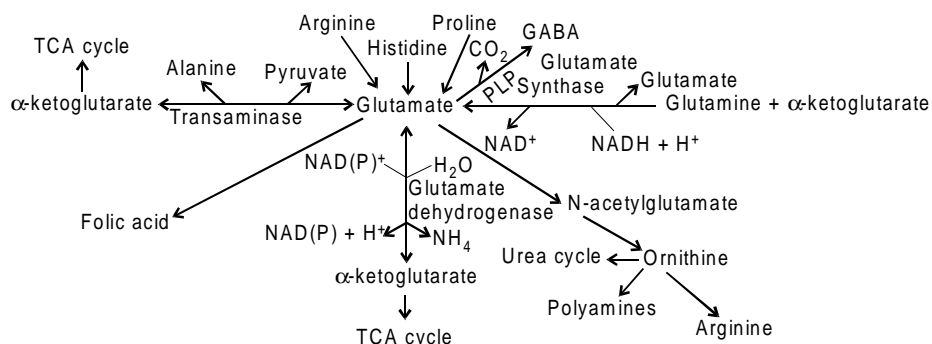 Arginine
Proline
GABA
TCA cycle
Histidine
CO2
Alanine
Pyruvate
PLP
Glutamate
Synthase
Glutamate
α-ketoglutarate
Transaminase
Glutamate
Glutamine + α-ketoglutarate
NAD+
NADH + H+
NAD(P)+
H2O
Glutamate
dehydrogenase
N-acetylglutamate
Folic acid
NAD(P) + H+
NH4
Urea cycle
Ornithine
α-ketoglutarate
Polyamines
Arginine
TCA cycle